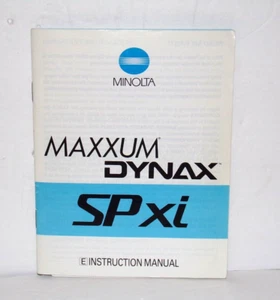 MINOLTA
MAXXUM
DYNAX
SPxi
[E] INSTRUCTION MANUAL